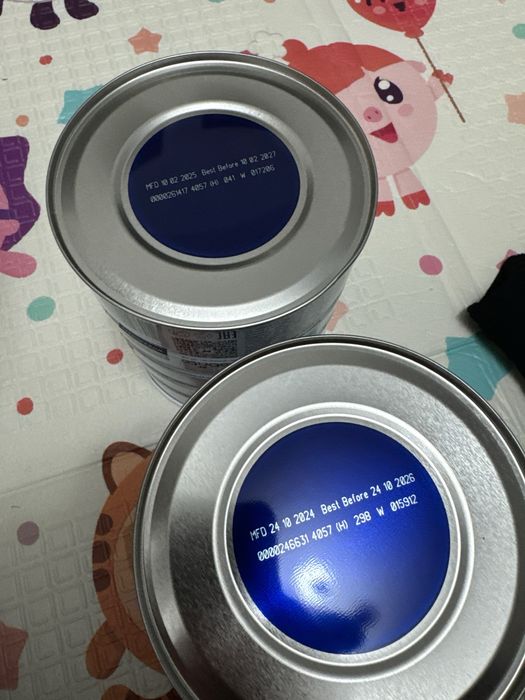 MFD 10 02 2025 Best Before 10 02 2027
0000261417 4057 (H) 041 W 017206
MFD 24 10 2024 Best Before 24 10 2026
0000246631 4057 (H) 298 W 015912